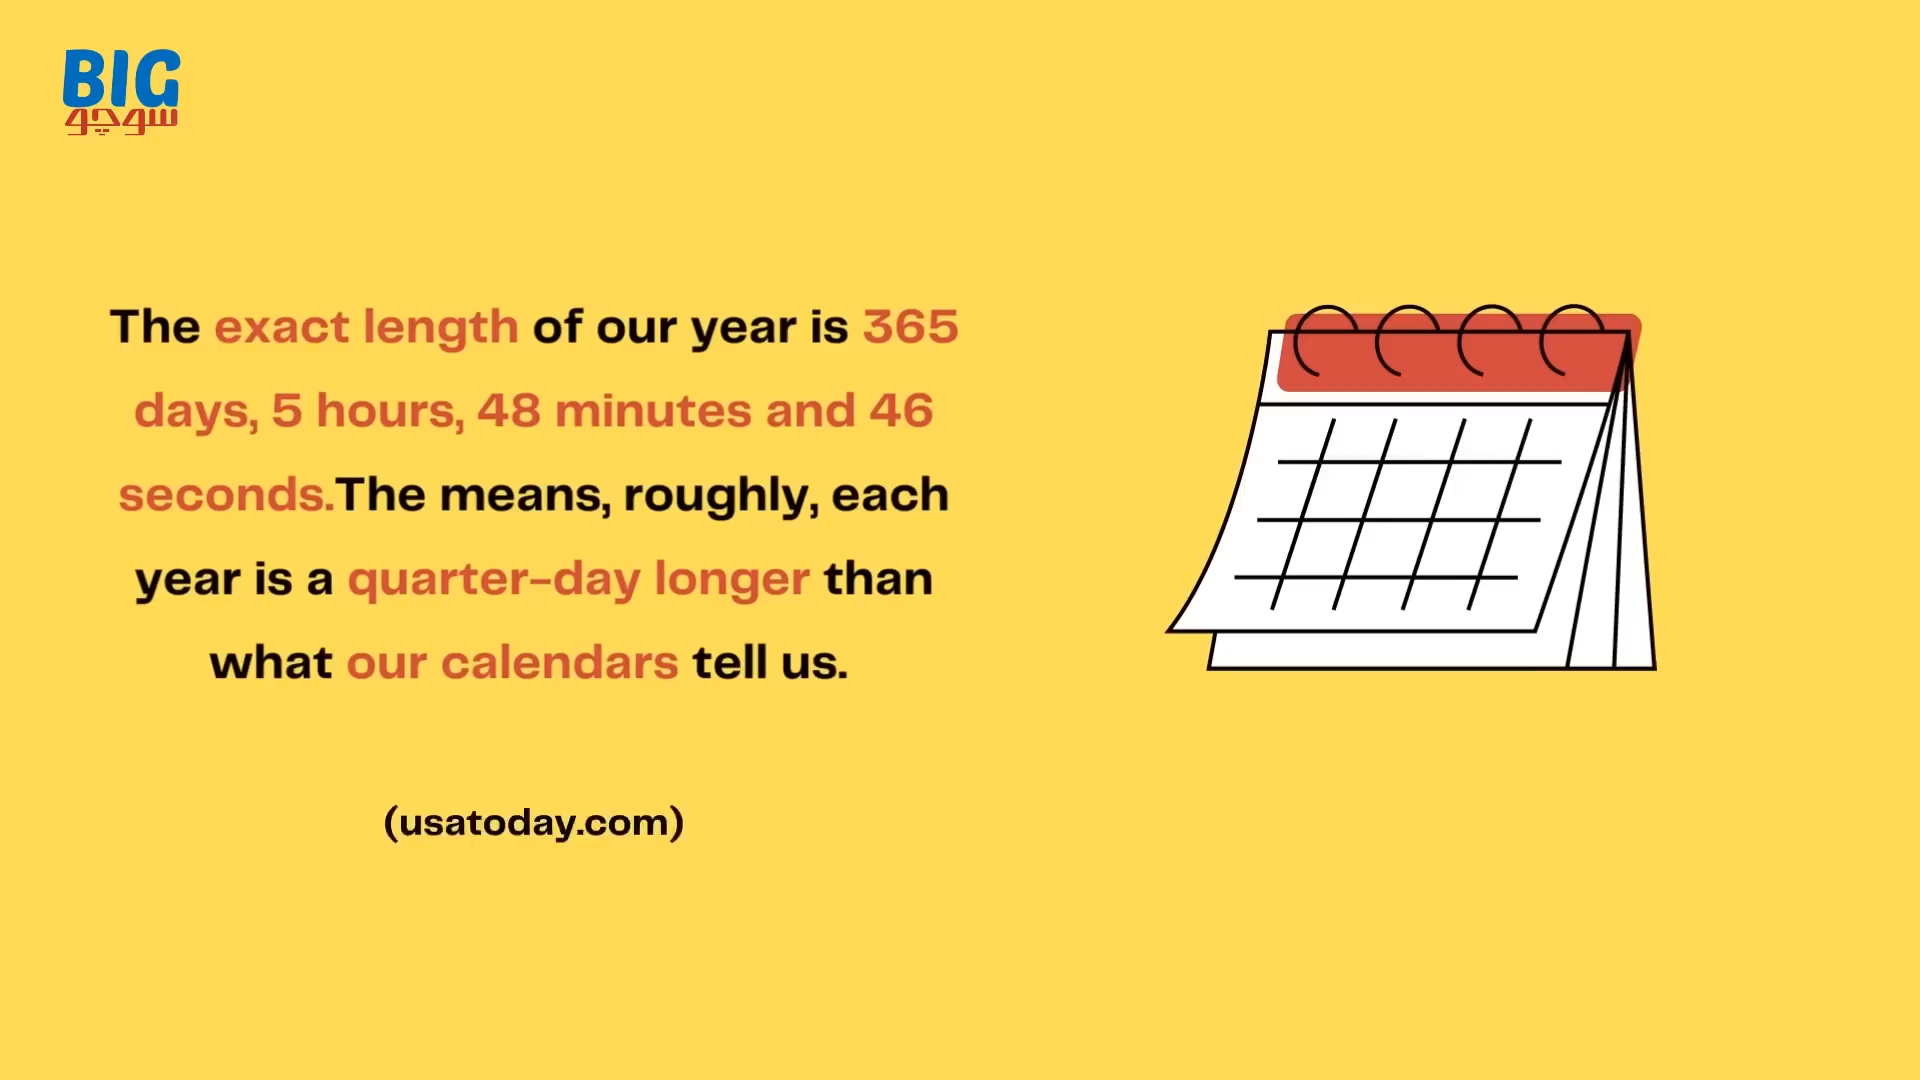 BIG
سوچو
The exact length of our year is 365
days, 5 hours, 48 minutes and 46
seconds.The means, roughly, each
year is a quarter-day longer than
what our calendars tell us.
(usatoday.com)